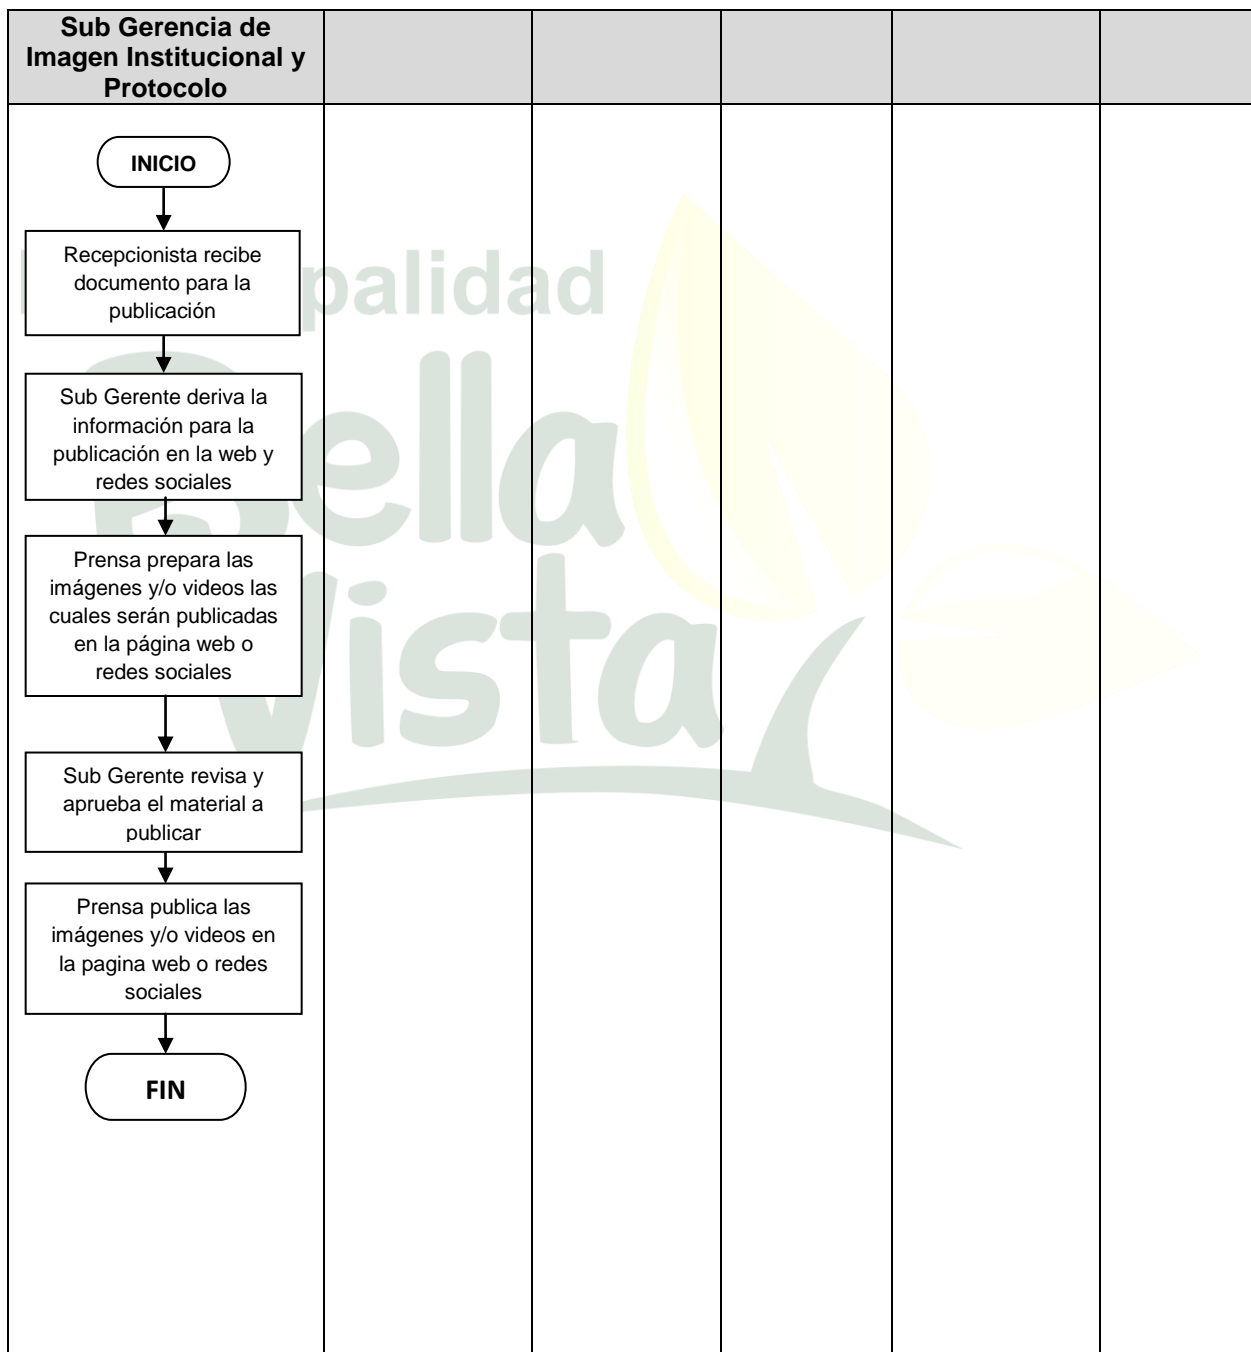 Sub Gerencia de
Imagen Institucional y
Protocolo
INICIO
Recepcionista recibe
documento para la
publicación
Sub Gerente deriva la
información para la
publicación en la web y
redes sociales
Prensa prepara las
imágenes y/o videos las
cuales serán publicadas
en la página web o
redes sociales
Sub Gerente revisa y
aprueba el material a
publicar
Prensa publica las
imágenes y/o videos en
la pagina web o redes
sociales
FIN
palidad
Bella
Vista